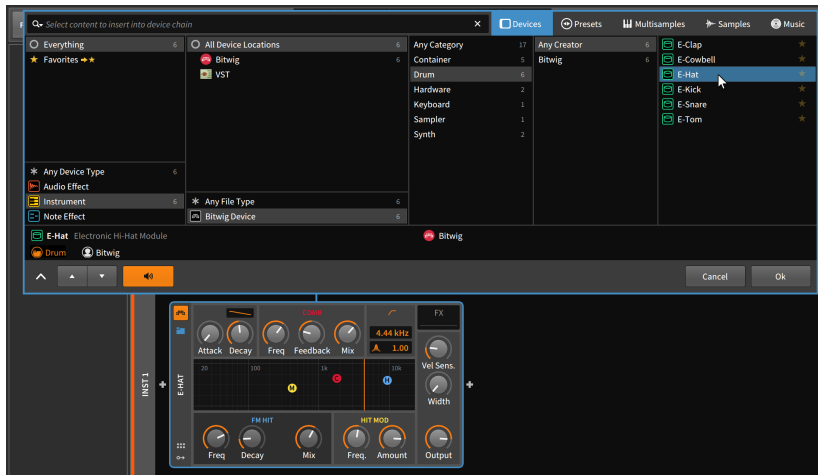 Select content to insert into device chain
Devices
Presets
Multisamples
Samples
Music
Everything 6
Favorites
All Device Locations 6
Bitwig 6
VST
Any Category 17
Container 5
Drum 6
Hardware 2
Keyboard 1
Sampler 1
Synth 2
Any Creator 6
Bitwig 6
E-Clap
E-Cowbell
E-Hat
E-Kick
E-Snare
E-Tom
Any Device Type 6
Audio Effect
Instrument 6
Note Effect
Any File Type 6
Bitwig Device 6
E-Hat Electronic Hi-Hat Module
Bitwig
Drum Bitwig
Cancel
Ok
INST 1
E-HAT
COMB
FX
Attack Decay Freq Feedback Mix
4.44 kHz
1.00
Vel Sens.
20 100 1k 10k
C
H
M
Width
FM HIT
HIT MOD
Freq Decay Mix
Freq. Amount
Output